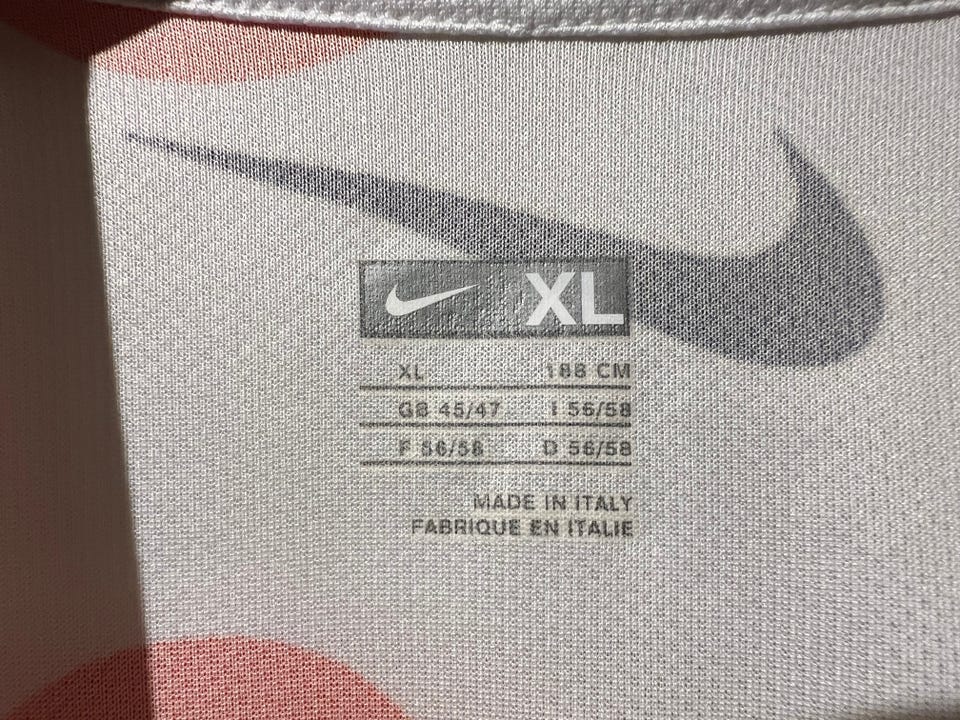 XL
XL 188 CM
GB 45/47 I 56/58
F 56/58 D 56/58
MADE IN ITALY
FABRIQUE EN ITALIE